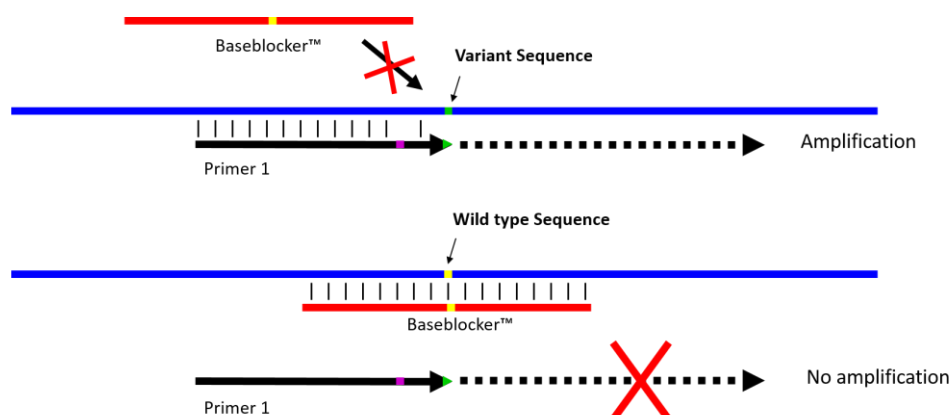 Baseblocker™
Variant Sequence
Amplification
Primer 1
Wild type Sequence
Baseblocker™
No amplification
Primer 1